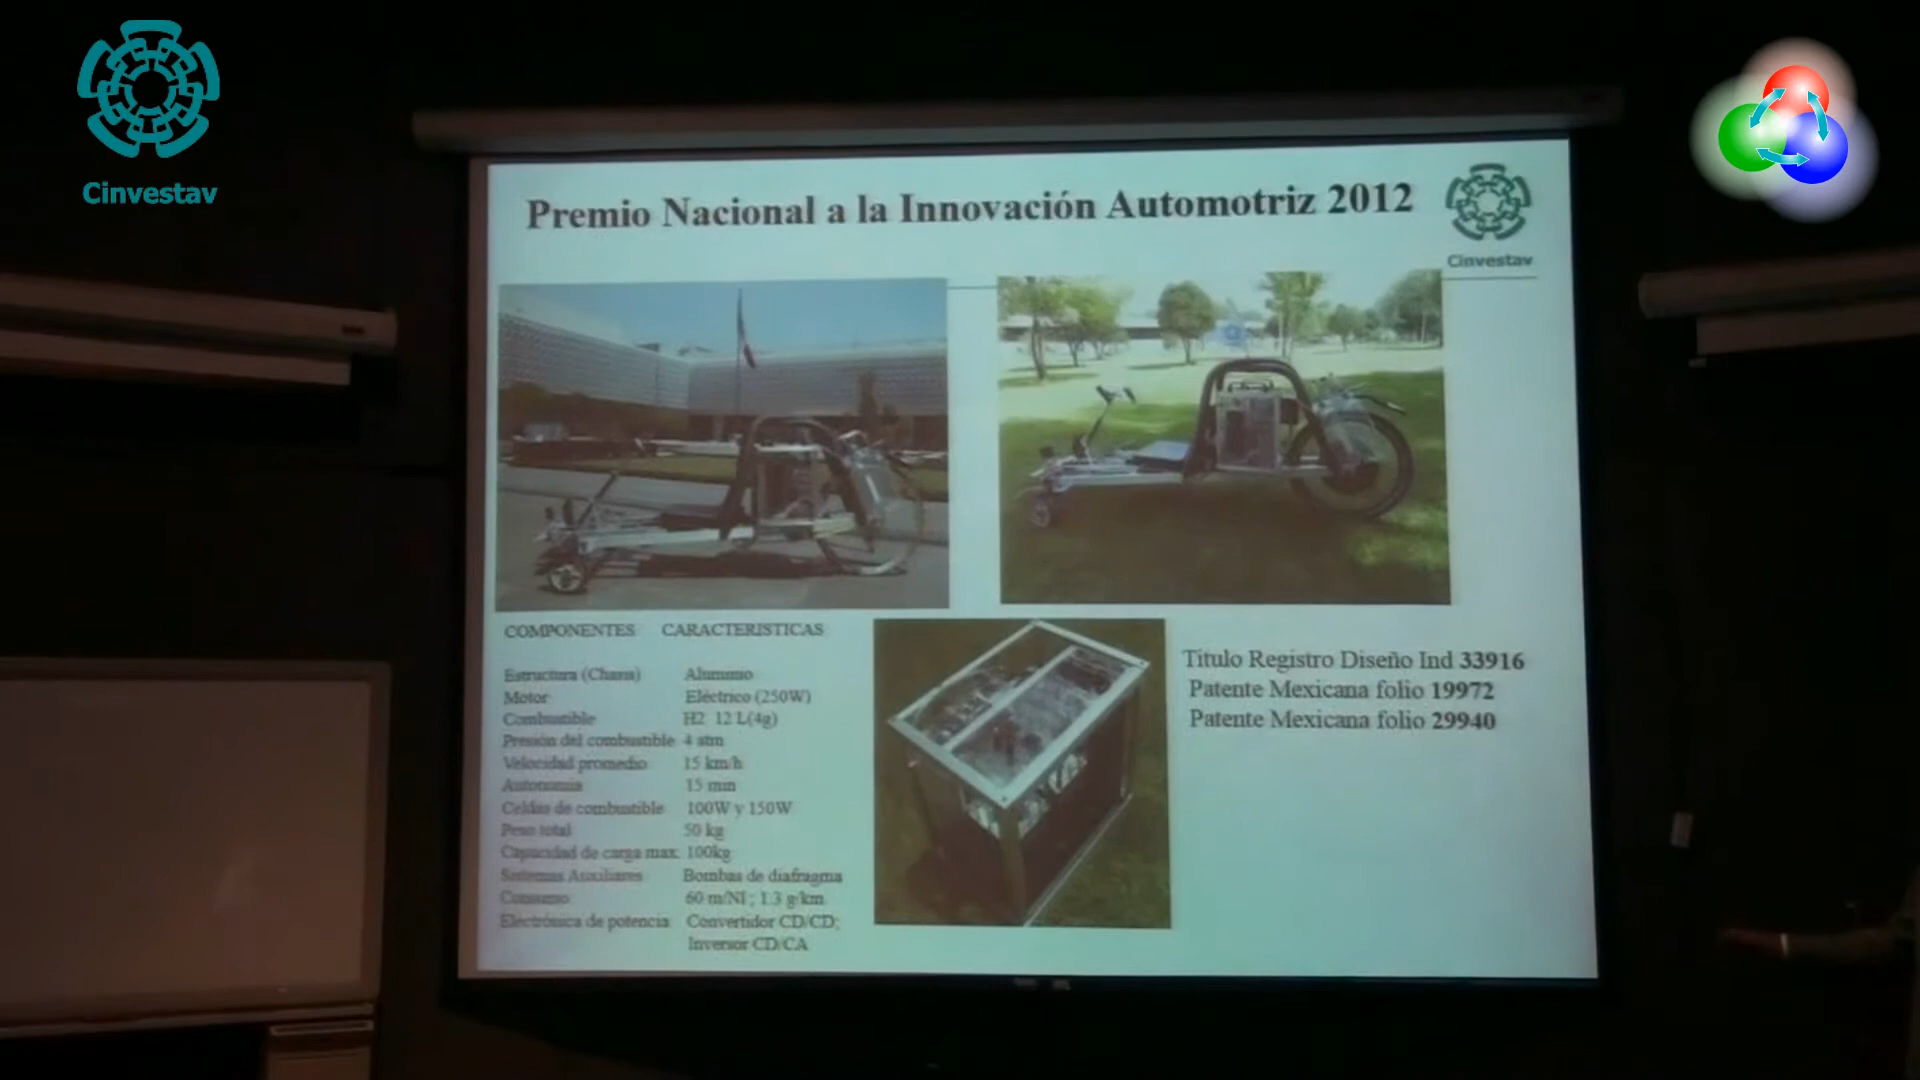 Cinvestav
Premio Nacional a la Innovación Automotriz 2012
Cinvestav
COMPONENTES CARACTERISTICAS
Estructura (Chasis) Aluminio
Motor Eléctrico (250W)
Combustible H2 12 L(4g)
Presión del combustible 4 atm
Velocidad promedio 15 km/h
Autonomia 15 min
Celdas de combustible 100W y 150W
Peso total 50 kg
Capacidad de carga max. 100kg
Sistemas Auxiliares Bombas de diafragma
Consumo 60 m/Nl ; 1.3 g/km
Electrónica de potencia Convertidor CD/CD;
Inversor CD/CA
Titulo Registro Diseño Ind 33916
Patente Mexicana folio 19972
Patente Mexicana folio 29940